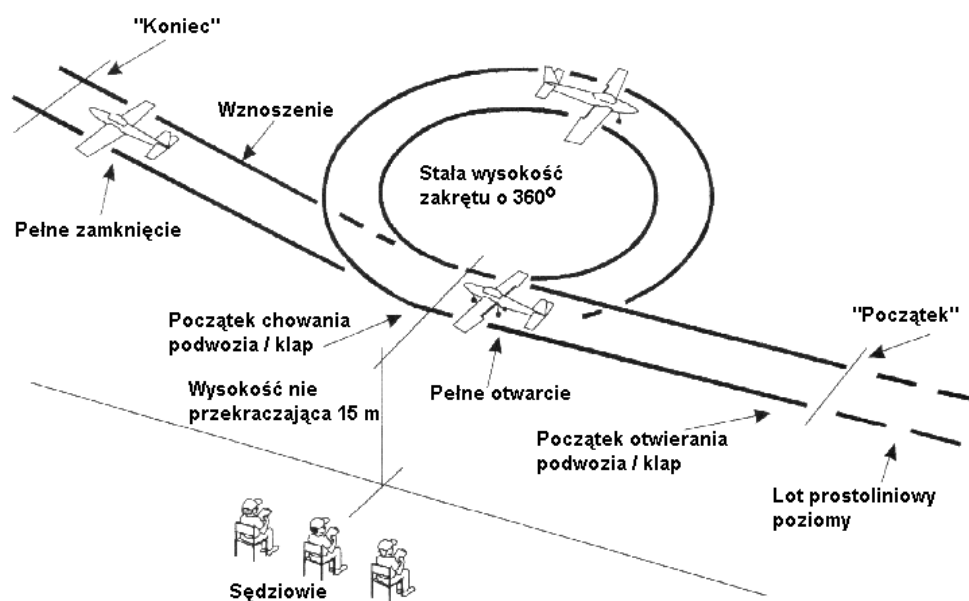 "Koniec"
Wznoszenie
Stała wysokość
zakrętu o 360°
Pełne zamknięcie
Początek chowania
podwozia / klap
"Początek"
Wysokość nie
przekraczająca 15 m
Pełne otwarcie
Początek otwierania
podwozia / klap
Lot prostoliniowy
poziomy
Sędziowie